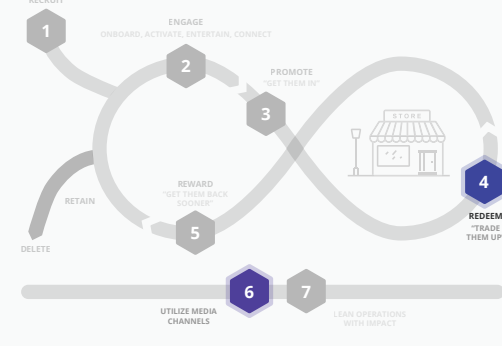 RECRUIT
1
ENGAGE
ONBOARD, ACTIVATE, ENTERTAIN, CONNECT
2
PROMOTE
"GET THEM IN"
3
STORE
4
REDEEM
"TRADE
THEM UP
REWARD
"GET THEM BACK
SOONER"
5
RETAIN
DELETE
6
UTILIZE MEDIA
CHANNELS
7
LEAN OPERATIONS
WITH IMPACT